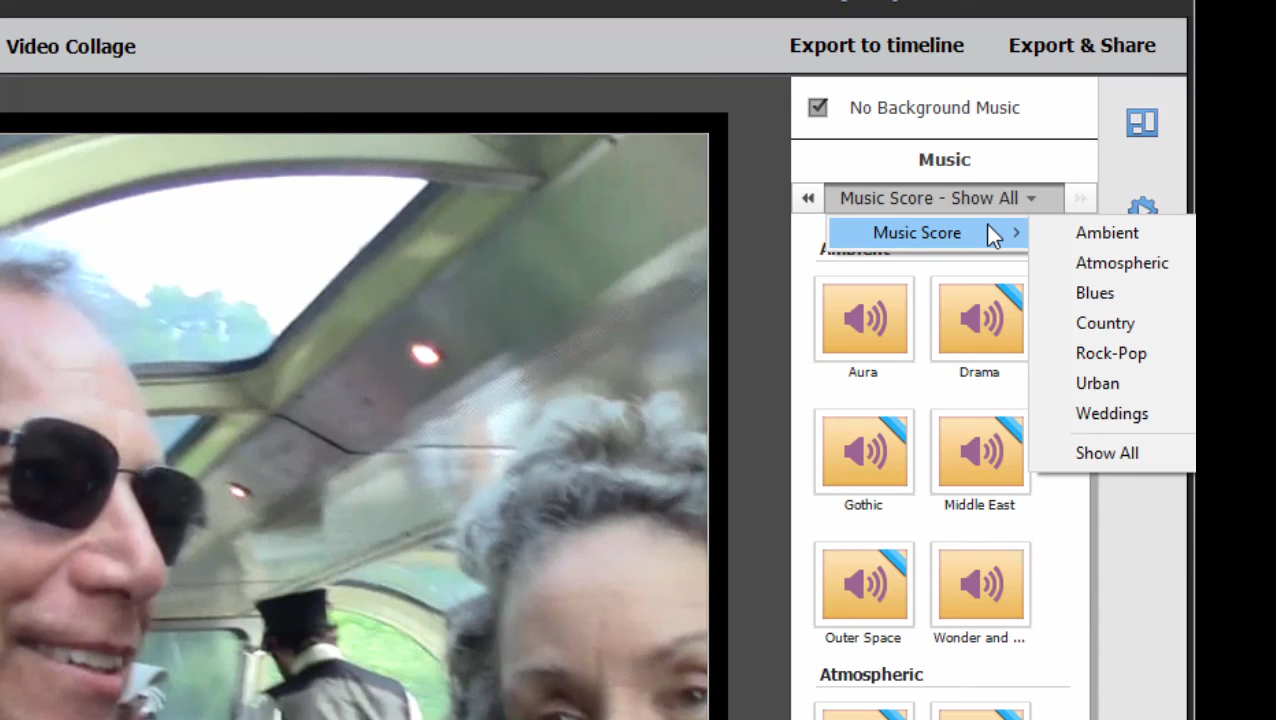 Video Collage
Export to timeline
Export & Share
No Background Music
Music
Music Score - Show All
Music Score
Ambient
Atmospheric
Blues
Country
Rock-Pop
Urban
Weddings
Show All
Ambient
Aura
Drama
Gothic
Middle East
Outer Space
Wonder and ...
Atmospheric